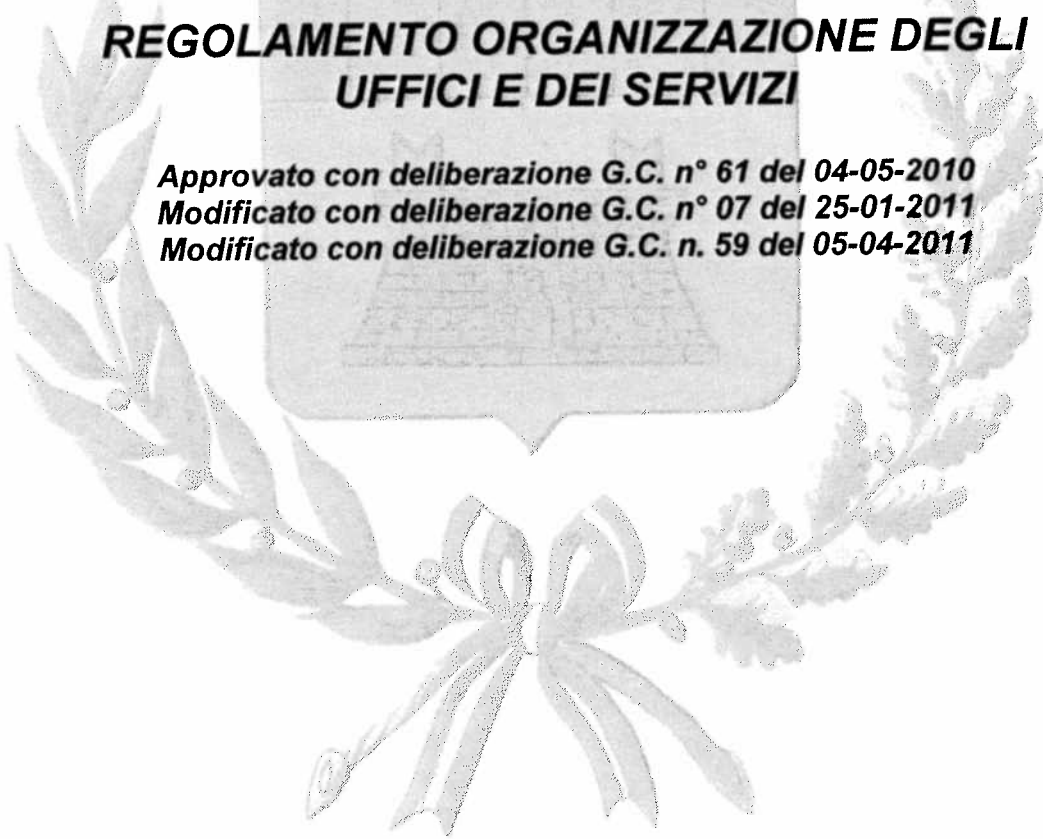 REGOLAMENTO ORGANIZZAZIONE DEGLI
UFFICI E DEI SERVIZI
Approvato con deliberazione G.C. n° 61 del 04-05-2010
Modificato con deliberazione G.C. n° 07 del 25-01-2011
Modificato con deliberazione G.C. n. 59 del 05-04-2011